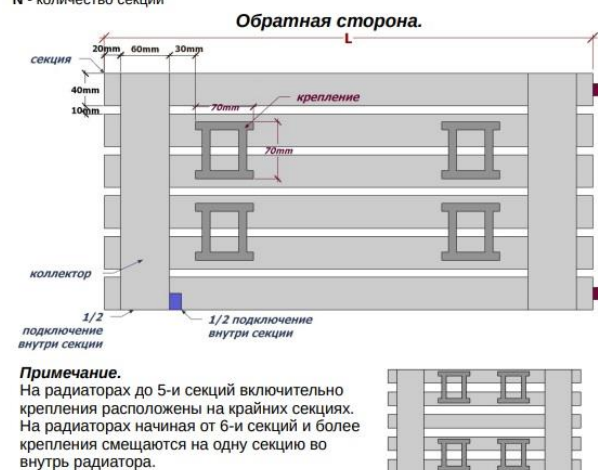 N - количество секций
Обратная сторона.
L
секция
20mm 60mm 30mm
40mm
10mm
70mm
крепление
70mm
коллектор
1/2
подключение
внутри секции
1/2 подключение
внутри секции
Примечание.
На радиаторах до 5-и секций включительно
крепления расположены на крайних секциях.
На радиаторах начиная от 6-и секций и более
крепления смещаются на одну секцию во
внутрь радиатора.